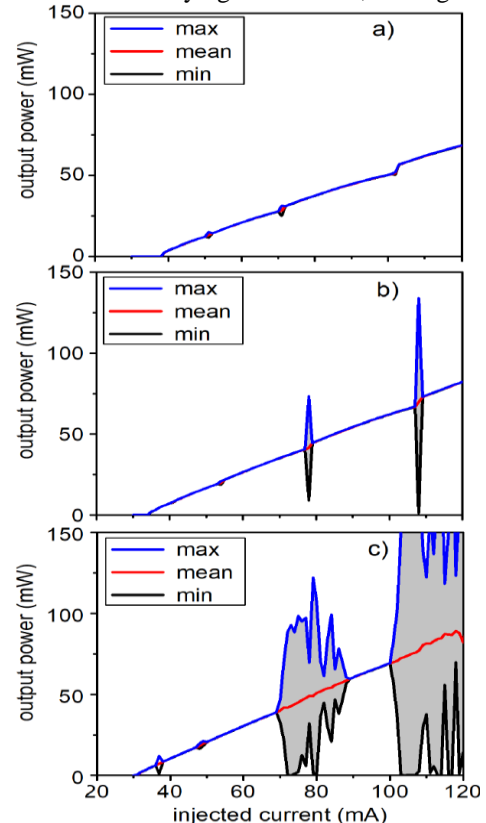 a)
max
mean
min
output power (mW)
150
100
50
0
b)
max
mean
min
output power (mW)
150
100
50
0
c)
max
mean
min
output power (mW)
150
100
50
0
20 40 60 80 100 120
injected current (mA)